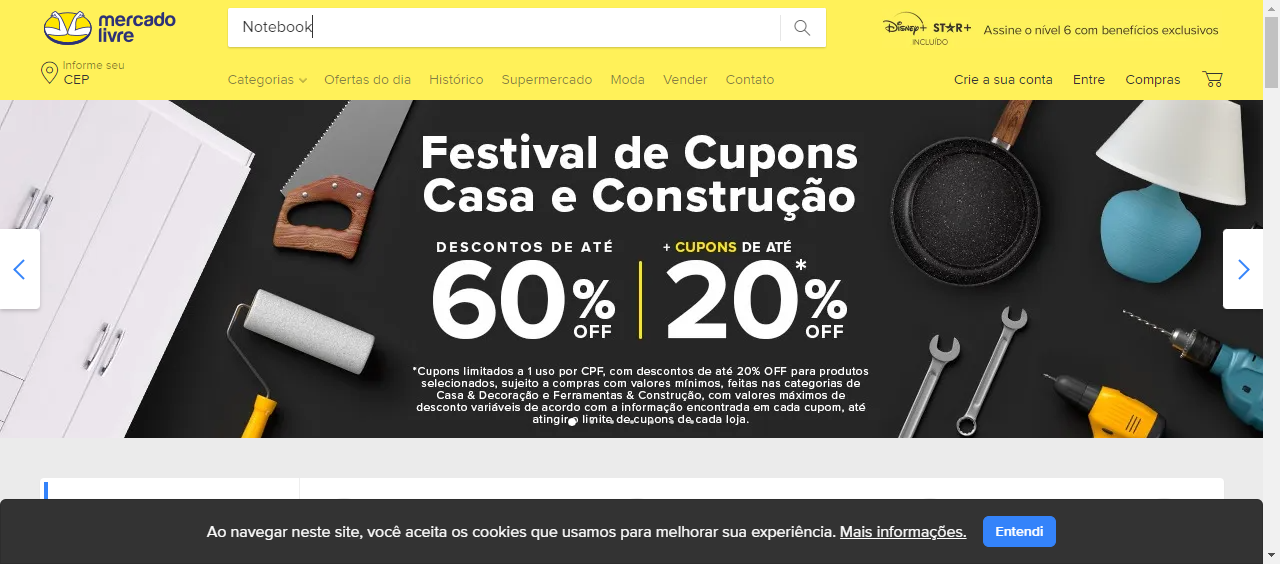 mercado
livre
Notebook
Disney+ STAR+
INCLUÍDO
Assine o nível 6 com benefícios exclusivos
Informe seu
CEP
Categorias Ofertas do dia Histórico Supermercado Moda Vender Contato
Crie a sua conta Entre Compras
Festival de Cupons
Casa e Construção
DESCONTOS DE ATÉ
60%
OFF
+ CUPONS DE ATÉ
20%*
OFF
*Cupons limitados a 1 uso por CPF, com descontos de até 20% OFF para produtos
selecionados, sujeito a compras com valores mínimos, feitas nas categorias de
Casa & Decoração e Ferramentas & Construção, com valores máximos de
desconto variáveis de acordo com a informação encontrada em cada cupom, até
atingir o limite de cupons de cada loja.
Ao navegar neste site, você aceita os cookies que usamos para melhorar sua experiência. Mais informações.
Entendi